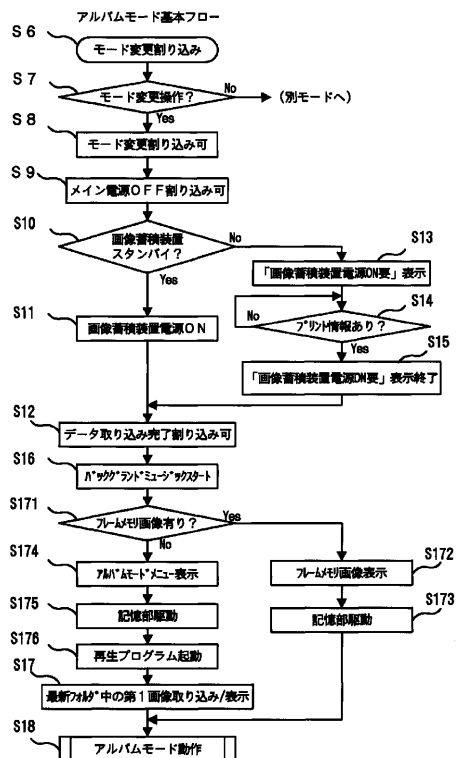 アルバムモード基本フロー
S6
モード変更割り込み
S7
モード変更操作?
No
(別モードへ)
Yes
S8
モード変更割り込み可
S9
メイン電源OFF割り込み可
S10
画像蓄積装置
スタンバイ?
No
Yes
S13
「画像蓄積装置電源ON要」表示
S11
画像蓄積装置電源ON
S14
No
プリント情報あり?
Yes
S15
「画像蓄積装置電源ON要」表示終了
S12
データ取り込み完了割り込み可
S16
バックグランドミュージックスタート
S171
フレームメモリ画像有り?
Yes
No
S174
アルバムモードメニュー表示
S172
フレームメモリ画像表示
S175
記憶部駆動
S173
記憶部駆動
S176
再生プログラム起動
S17
最新フォルダ中の第1画像取り込み/表示
S18
アルバムモード動作